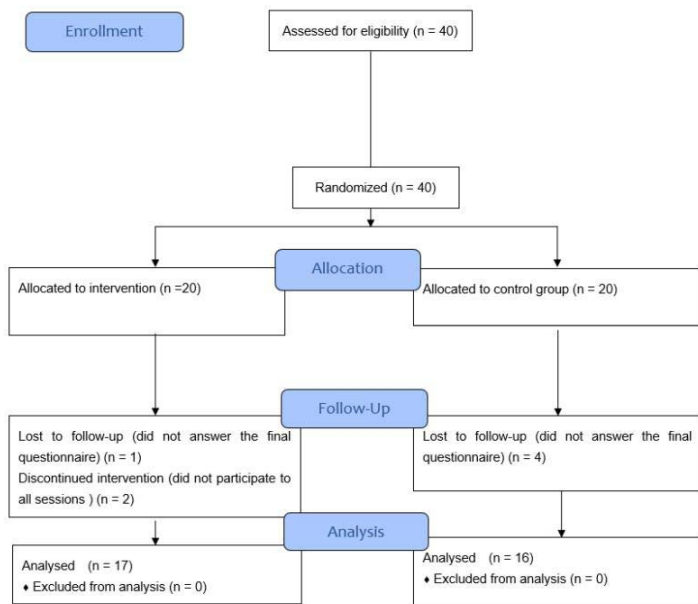 Enrollment
Assessed for eligibility (n = 40)
Randomized (n = 40)
Allocation
Allocated to intervention (n =20)
Allocated to control group (n = 20)
Follow-Up
Lost to follow-up (did not answer the final
questionnaire) (n = 1)
Discontinued intervention (did not participate to
all sessions ) (n = 2)
Lost to follow-up (did not answer the final
questionnaire) (n = 4)
Analysis
Analysed (n = 17)
♦ Excluded from analysis (n = 0)
Analysed (n = 16)
♦ Excluded from analysis (n = 0)